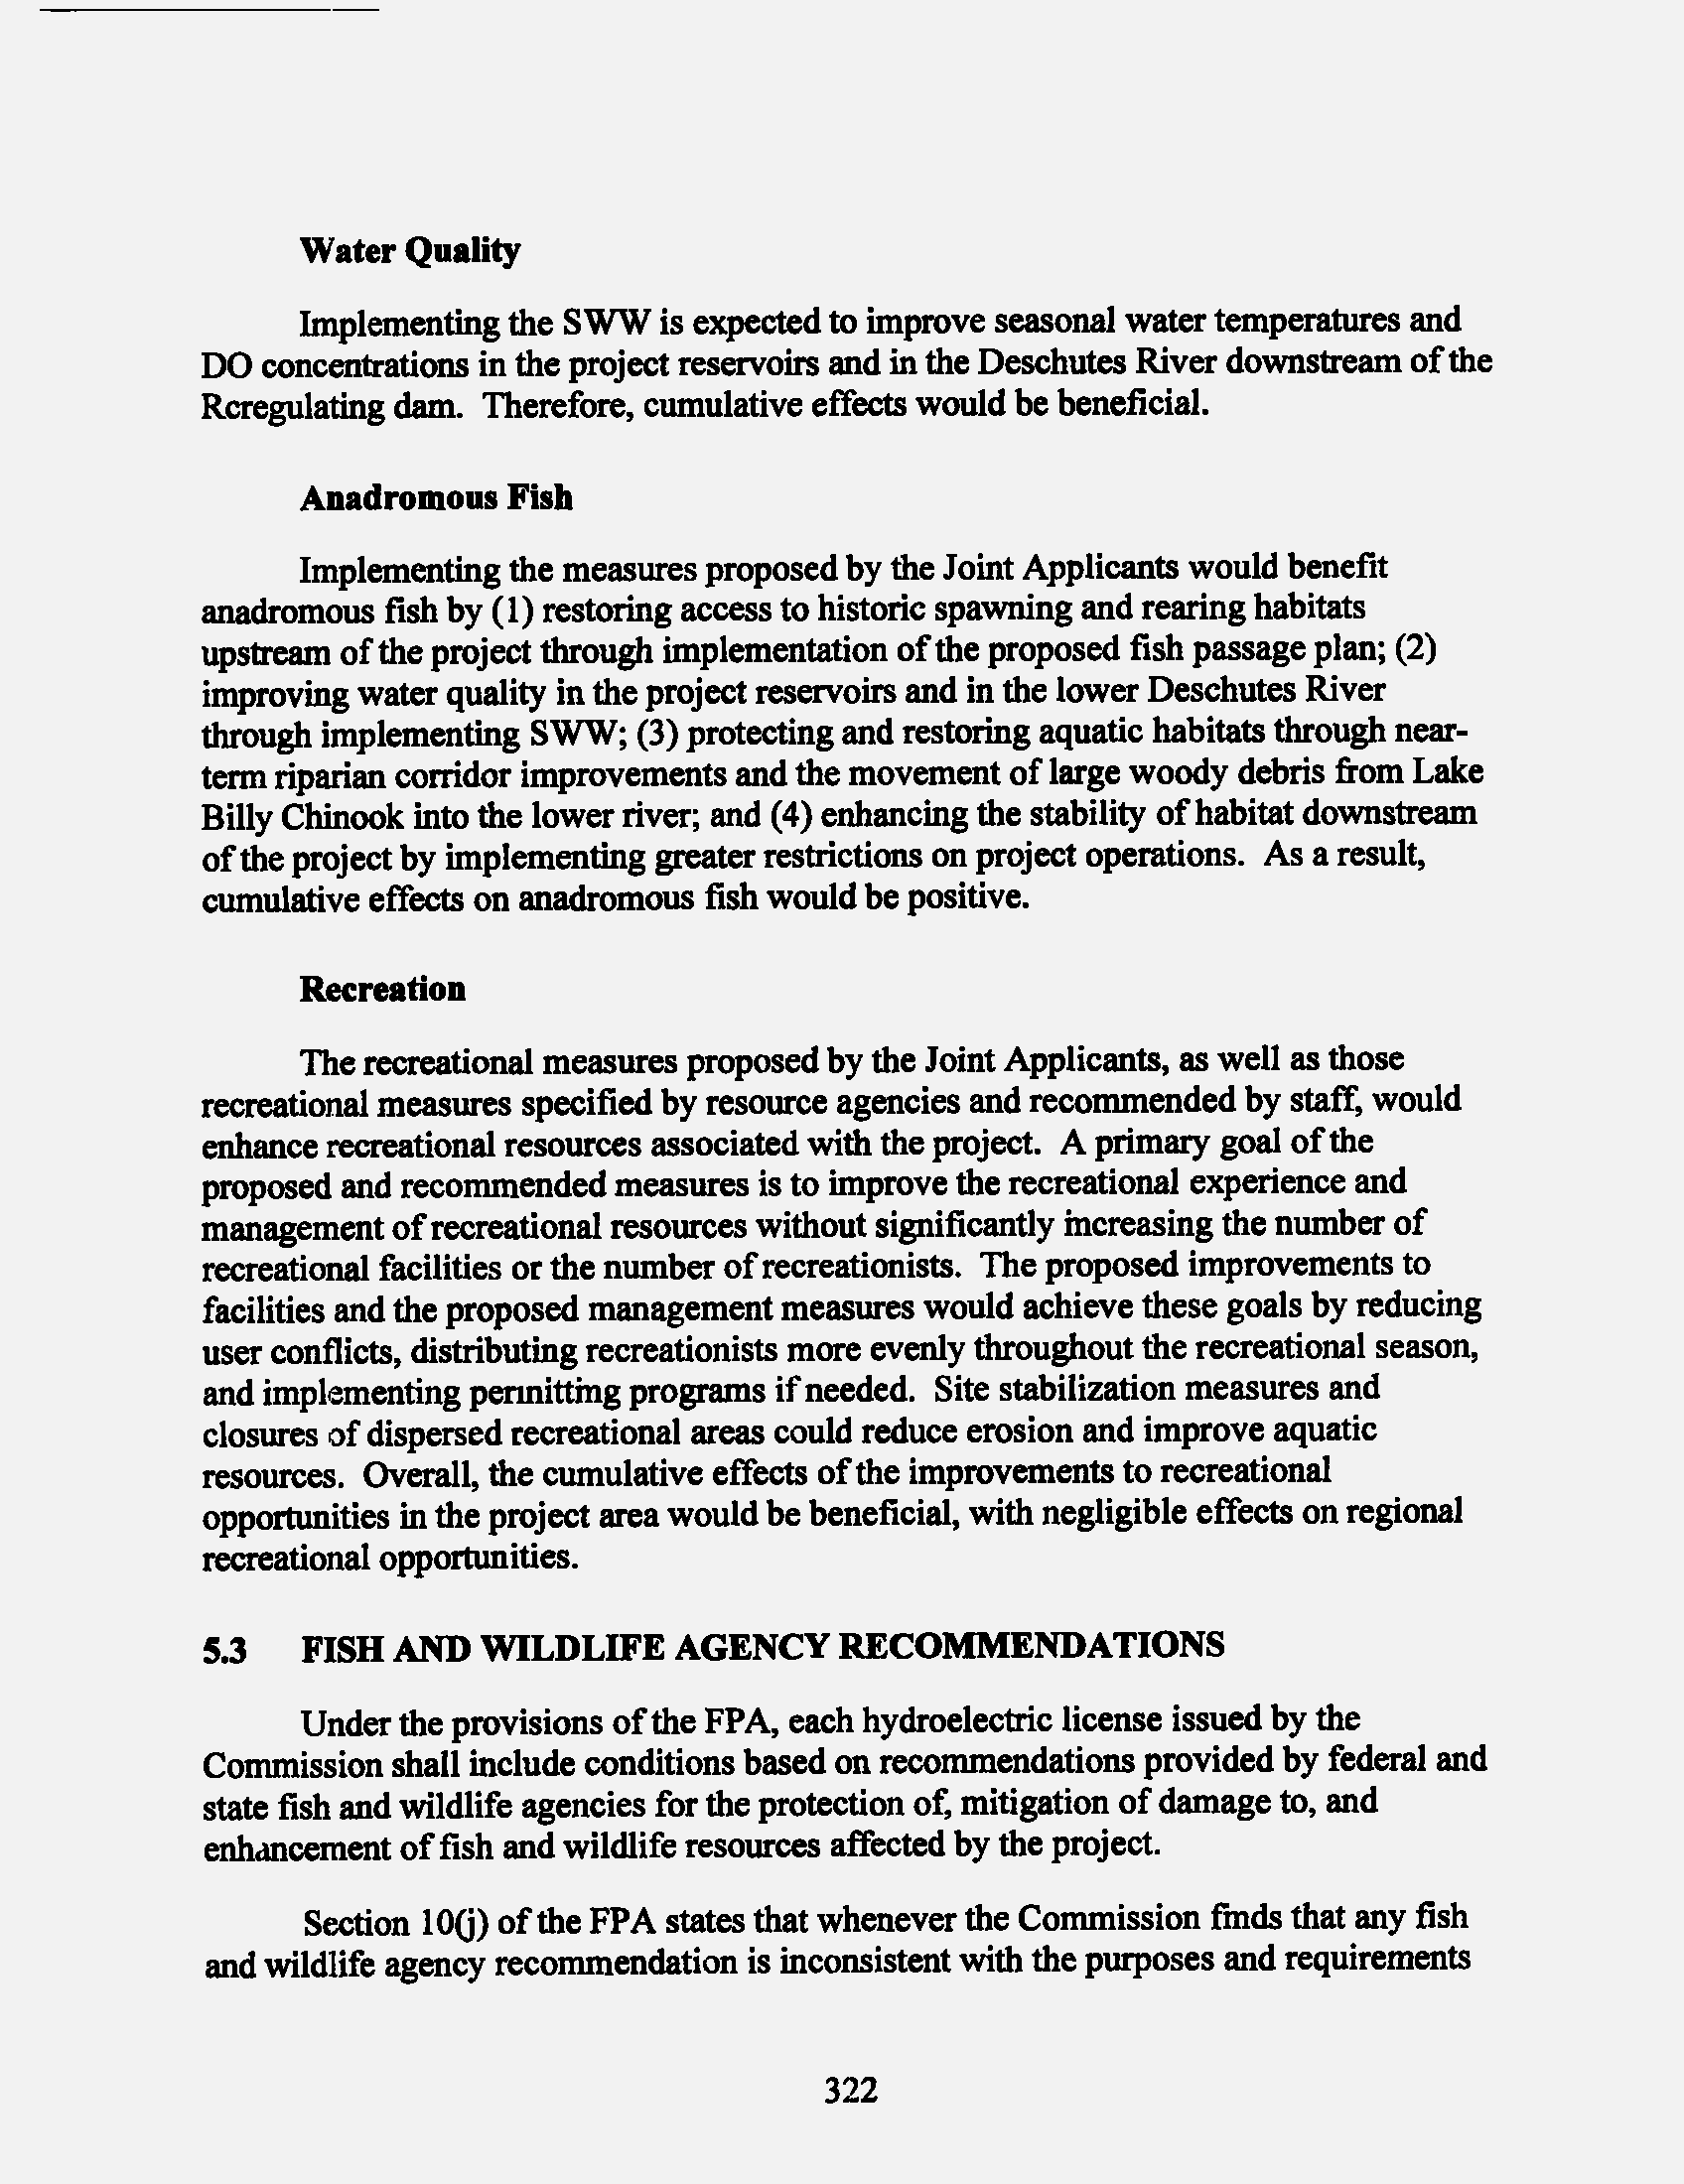 Water Quality
Implementing the SWW is expected to improve seasonal water temperatures and
DO concentrations in the project reservoirs and in the Deschutes River downstream of the
Reregulating dam. Therefore, cumulative effects would be beneficial.
Anadromous Fish
Implementing the measures proposed by the Joint Applicants would benefit
anadromous fish by (1) restoring access to historic spawning and rearing habitats
upstream of the project through implementation of the proposed fish passage plan; (2)
improving water quality in the project reservoirs and in the lower Deschutes River
through implementing SWW; (3) protecting and restoring aquatic habitats through near-
term riparian corridor improvements and the movement of large woody debris from Lake
Billy Chinook into the lower river; and (4) enhancing the stability of habitat downstream
of the project by implementing greater restrictions on project operations. As a result,
cumulative effects on anadromous fish would be positive.
Recreation
The recreational measures proposed by the Joint Applicants, as well as those
recreational measures specified by resource agencies and recommended by staff, would
enhance recreational resources associated with the project. A primary goal of the
proposed and recommended measures is to improve the recreational experience and
management of recreational resources without significantly increasing the number of
recreational facilities or the number of recreationists. The proposed improvements to
facilities and the proposed management measures would achieve these goals by reducing
user conflicts, distributing recreationists more evenly throughout the recreational season,
and implementing permitting programs if needed. Site stabilization measures and
closures of dispersed recreational areas could reduce erosion and improve aquatic
resources. Overall, the cumulative effects of the improvements to recreational
opportunities in the project area would be beneficial, with negligible effects on regional
recreational opportunities.
5.3 FISH AND WILDLIFE AGENCY RECOMMENDATIONS
Under the provisions of the FPA, each hydroelectric license issued by the
Commission shall include conditions based on recommendations provided by federal and
state fish and wildlife agencies for the protection of, mitigation of damage to, and
enhancement of fish and wildlife resources affected by the project.
Section 10(j) of the FPA states that whenever the Commission finds that any fish
and wildlife agency recommendation is inconsistent with the purposes and requirements
322